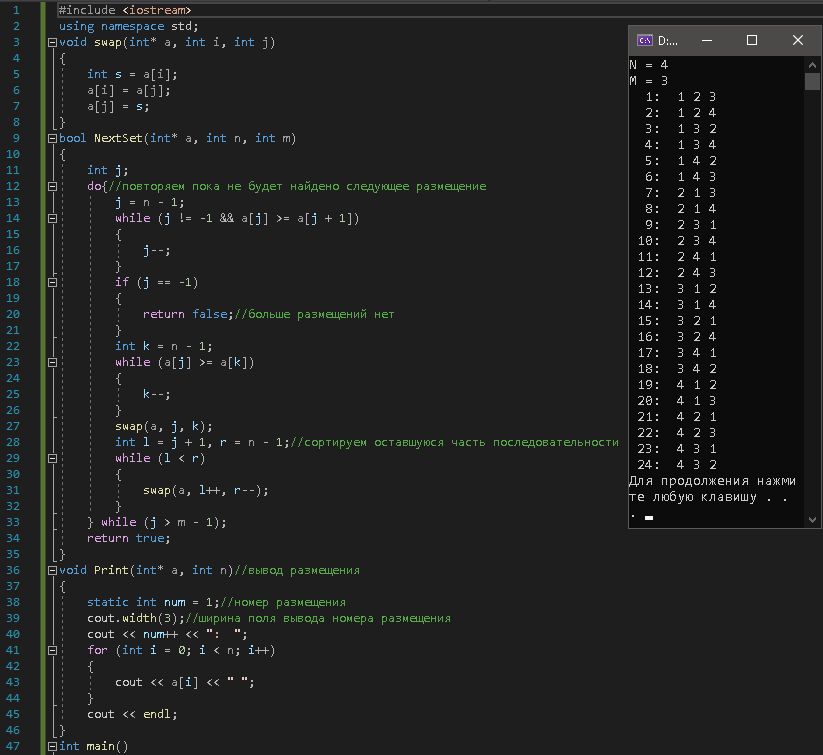 1 #include <iostream>
2 using namespace std;
3 void swap(int* a, int i, int j)
4 {
5 int s = a[i];
6 a[i] = a[j];
7 a[j] = s;
8 }
9 bool NextSet(int* a, int n, int m)
10 {
11 int j;
12 do{//повторяем пока не будет найдено следующее размещение
13 j = n - 1;
14 while (j != -1 && a[j] >= a[j + 1])
15 {
16 j--;
17 }
18 if (j == -1)
19 {
20 return false;//больше размещений нет
21 }
22 int k = n - 1;
23 while (a[j] >= a[k])
24 {
25 k--;
26 }
27 swap(a, j, k);
28 int l = j + 1, r = n - 1;//сортируем оставшуюся часть последовательности
29 while (l < r)
30 {
31 swap(a, l++, r--);
32 }
33 } while (j > m - 1);
34 return true;
35 }
36 void Print(int* a, int n)//вывод размещения
37 {
38 static int num = 1;//номер размещения
39 cout.width(3);//ширина поля вывода номера размещения
40 cout << num++ << ":  ";
41 for (int i = 0; i < n; i++)
42 {
43 cout << a[i] << " ";
44 }
45 cout << endl;
46 }
47 int main()
D:...
N = 4
M = 3
1: 1 2 3
2: 1 2 4
3: 1 3 2
4: 1 3 4
5: 1 4 2
6: 1 4 3
7: 2 1 3
8: 2 1 4
9: 2 3 1
10: 2 3 4
11: 2 4 1
12: 2 4 3
13: 3 1 2
14: 3 1 4
15: 3 2 1
16: 3 2 4
17: 3 4 1
18: 3 4 2
19: 4 1 2
20: 4 1 3
21: 4 2 1
22: 4 2 3
23: 4 3 1
24: 4 3 2
Для продолжения нажми
те любую клавишу . .
.